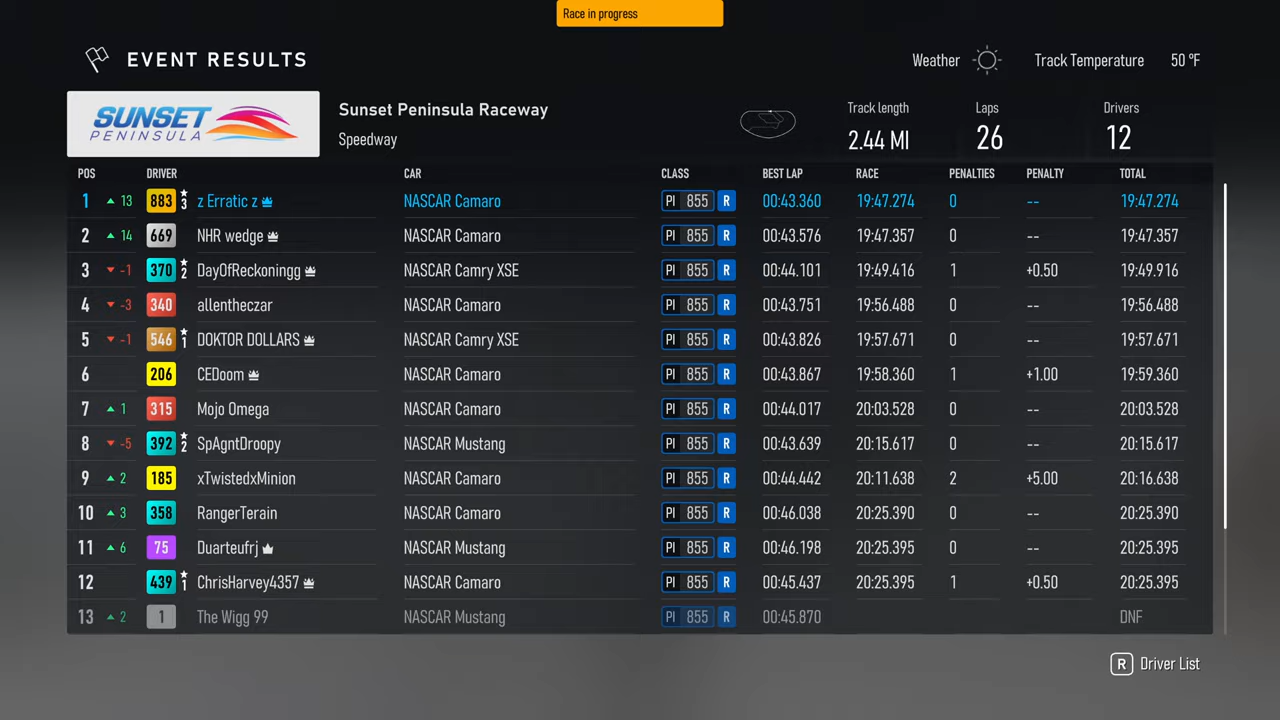 Race in progress
EVENT RESULTS
Weather Track Temperature 50 °F
SUNSET PENINSULA
Sunset Peninsula Raceway
Speedway
Track length Laps Drivers
2.44 MI 26 12
POS DRIVER CAR CLASS BEST LAP RACE PENALTIES PENALTY TOTAL
1 13 883 3 z Erratic z NASCAR Camaro PI 855 R 00:43.360 19:47.274 0 -- 19:47.274
2 14 669 NHR wedge NASCAR Camaro PI 855 R 00:43.576 19:47.357 0 -- 19:47.357
3 -1 370 2 DayOfReckoningg NASCAR Camry XSE PI 855 R 00:44.101 19:49.416 1 +0.50 19:49.916
4 -3 340 allentheczar NASCAR Camaro PI 855 R 00:43.751 19:56.488 0 -- 19:56.488
5 -1 546 1 DOKTOR DOLLARS NASCAR Camry XSE PI 855 R 00:43.826 19:57.671 0 -- 19:57.671
6 206 CEDoom NASCAR Camaro PI 855 R 00:43.867 19:58.360 1 +1.00 19:59.360
7 1 315 Mojo Omega NASCAR Camaro PI 855 R 00:44.017 20:03.528 0 -- 20:03.528
8 -5 392 2 SpAgntDroopy NASCAR Mustang PI 855 R 00:43.639 20:15.617 0 -- 20:15.617
9 2 185 xTwistedxMinion NASCAR Camaro PI 855 R 00:44.442 20:11.638 2 +5.00 20:16.638
10 3 358 RangerTerain NASCAR Camaro PI 855 R 00:46.038 20:25.390 0 -- 20:25.390
11 6 75 Duarteufrj NASCAR Mustang PI 855 R 00:46.198 20:25.395 0 -- 20:25.395
12 439 1 ChrisHarvey4357 NASCAR Camaro PI 855 R 00:45.437 20:25.395 1 +0.50 20:25.395
13 2 1 The Wigg 99 NASCAR Mustang PI 855 R 00:45.870 DNF
R Driver List